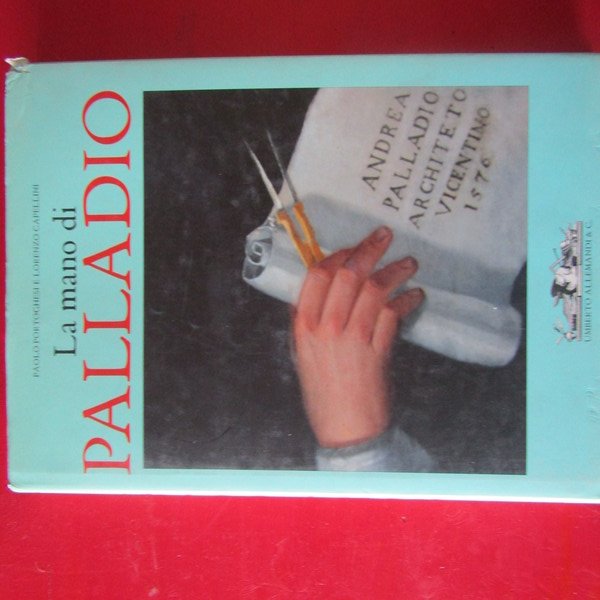 PAOLO PORTOGHESI E LORENZO CAPELLINI
La mano di
PALLADIO
ANDREA
PALLADIO
ARCHITETO
VICENTINO
1576
UMBERTO ALLEMANDI & C.